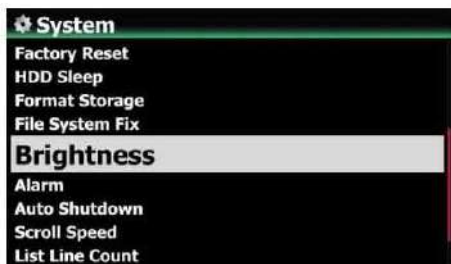 System
Factory Reset
HDD Sleep
Format Storage
File System Fix
Brightness
Alarm
Auto Shutdown
Scroll Speed
List Line Count